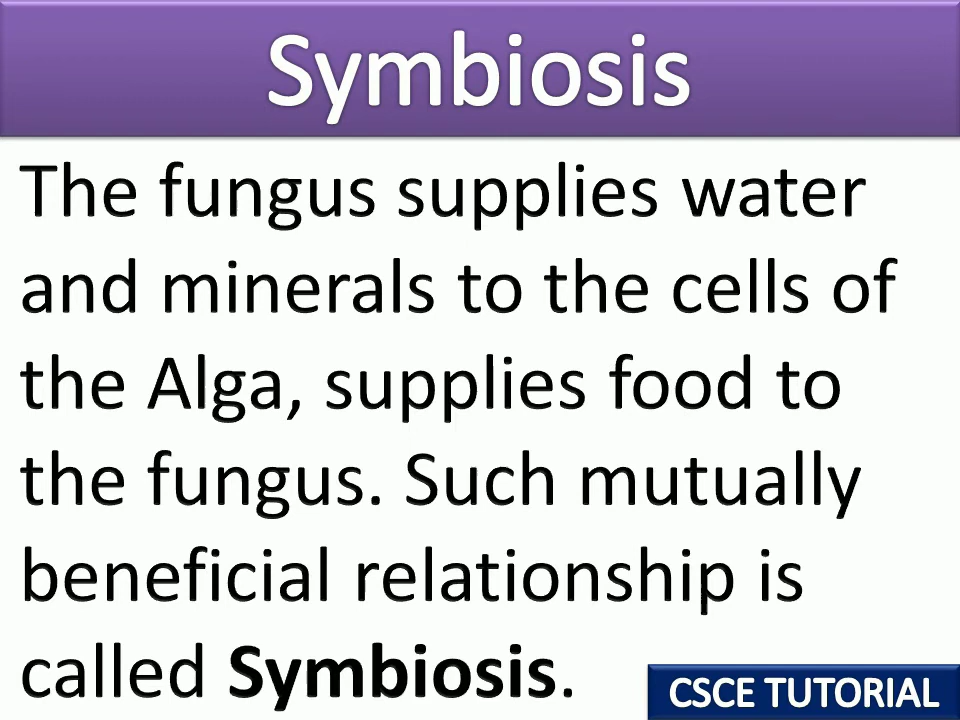 Symbiosis
The fungus supplies water
and minerals to the cells of
the Alga, supplies food to
the fungus. Such mutually
beneficial relationship is
called Symbiosis.
CSCE TUTORIAL